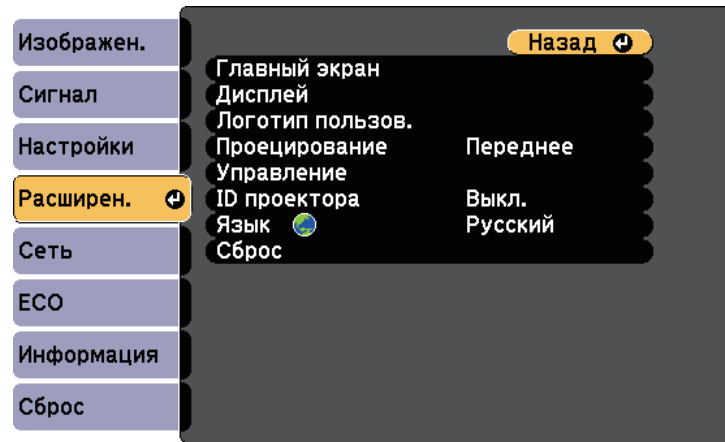 Изображен.
Сигнал
Настройки
Расширен.
Сеть
ECO
Информация
Сброс
Назад
Главный экран
Дисплей
Логотип пользов.
Проецирование Переднее
Управление
ID проектора Выкл.
Язык Русский
Сброс